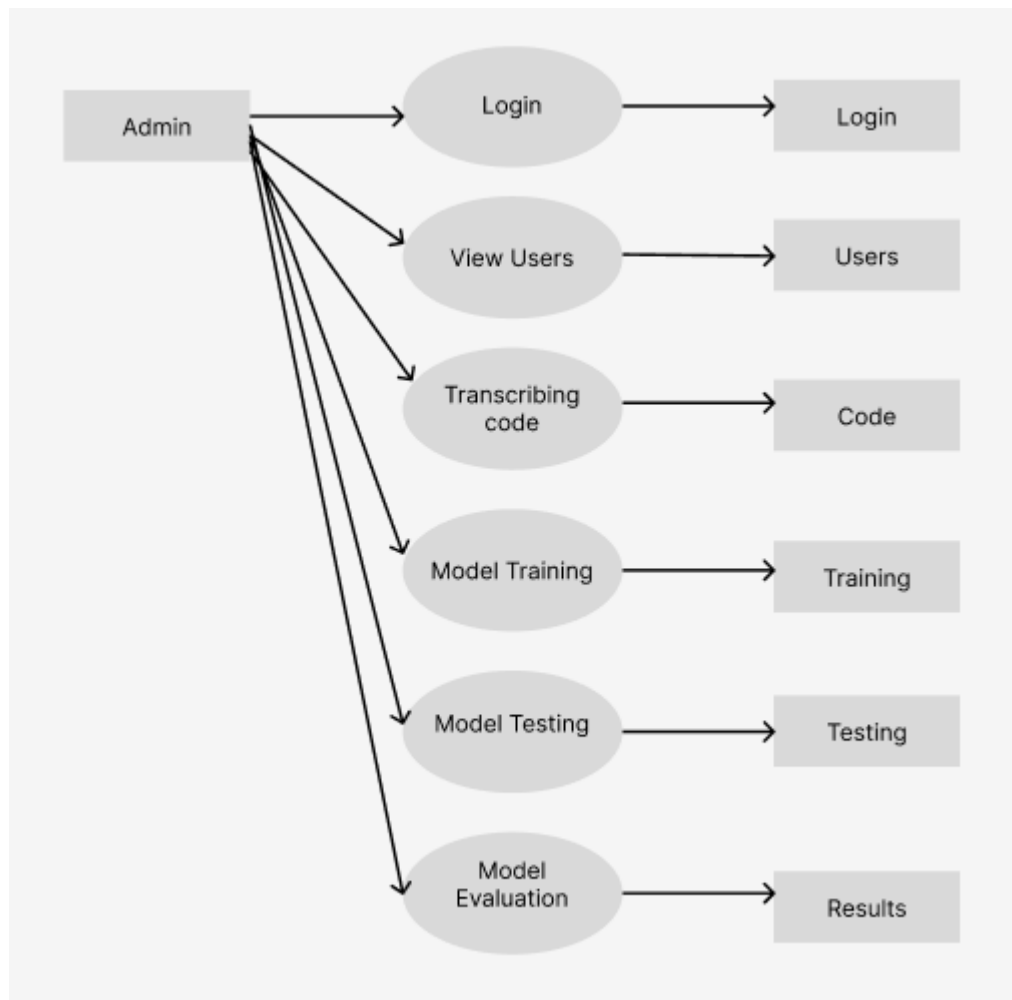 Admin
Login
Login
View Users
Users
Transcribing
code
Code
Model Training
Training
Model Testing
Testing
Model
Evaluation
Results